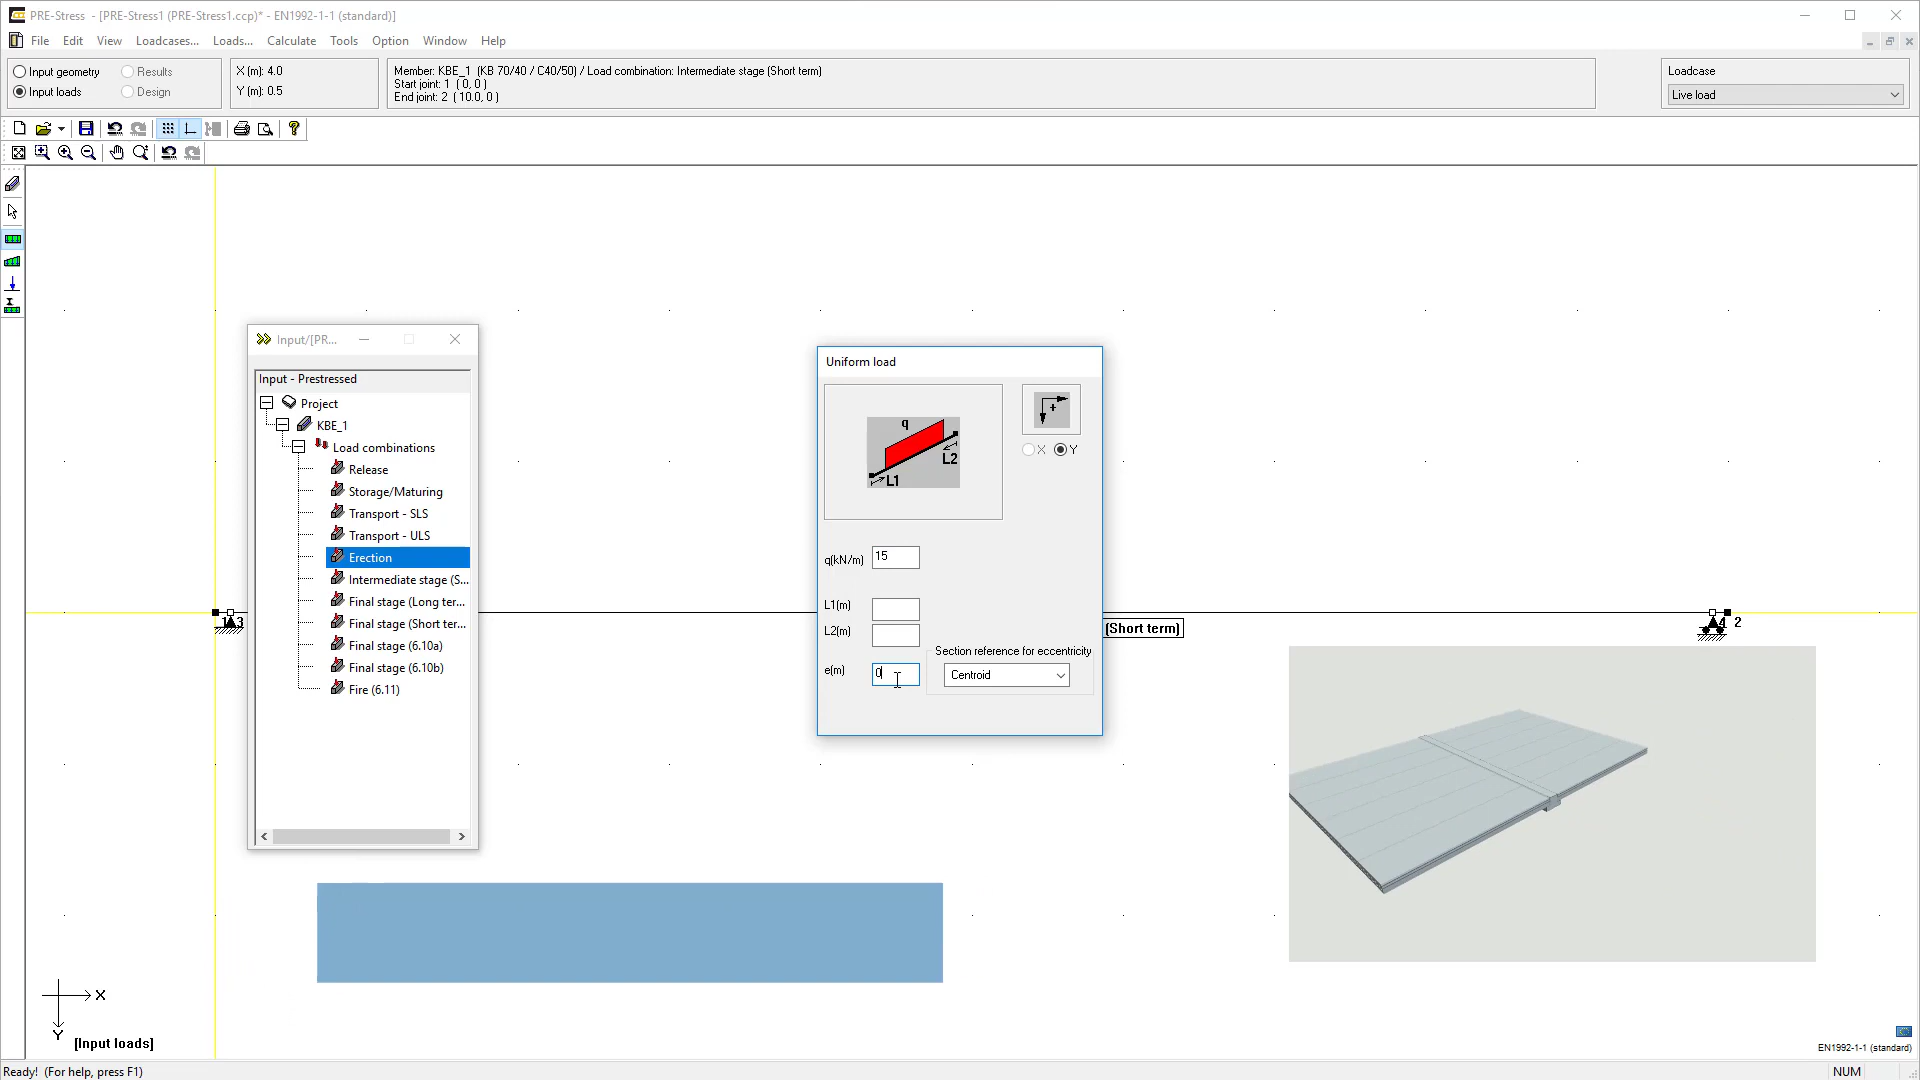 PRE-Stress - [PRE-Stress1 (PRE-Stress1.ccp)* - EN1992-1-1 (standard)]
File Edit View Loadcases... Loads... Calculate Tools Option Window Help
Input geometry Results
Input loads Design
X (m): 4.0
Y (m): 0.5
Member: KBE_1 (KB 70/40 / C40/50) / Load combination: Intermediate stage (Short term)
Start joint: 1 ( 0, 0 )
End joint: 2 ( 10.0, 0 )
Loadcase
Live load
Input/[PR...
Input - Prestressed
Project
KBE_1
Load combinations
Release
Storage/Maturing
Transport - SLS
Transport - ULS
Erection
Intermediate stage (S...
Final stage (Long ter...
Final stage (Short ter...
Final stage (6.10a)
Final stage (6.10b)
Fire (6.11)
Uniform load
q
L2
L1
X Y
q(kN/m) 15
L1(m)
L2(m)
Section reference for eccentricity
e(m) 0 Centroid
(Short term)]
1 3
4 2
X
Y
[Input loads]
EN1992-1-1 (standard)
Ready! (For help, press F1)
NUM